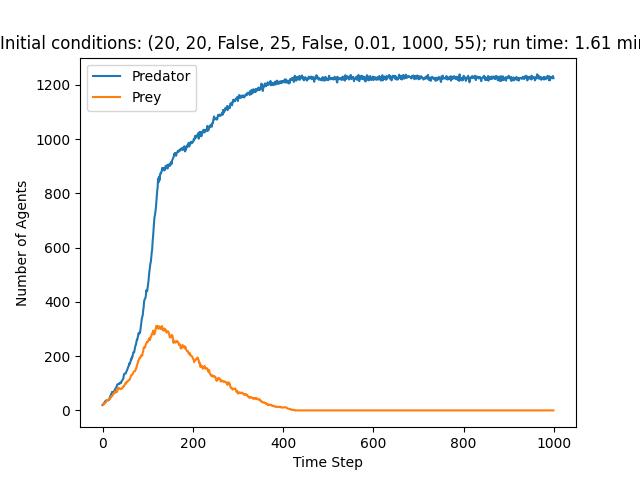 Initial conditions: (20, 20, False, 25, False, 0.01, 1000, 55); run time: 1.61
Predator
Prey
Number of Agents
1200
1000
800
600
400
200
0
0 200 400 600 800 1000
Time Step